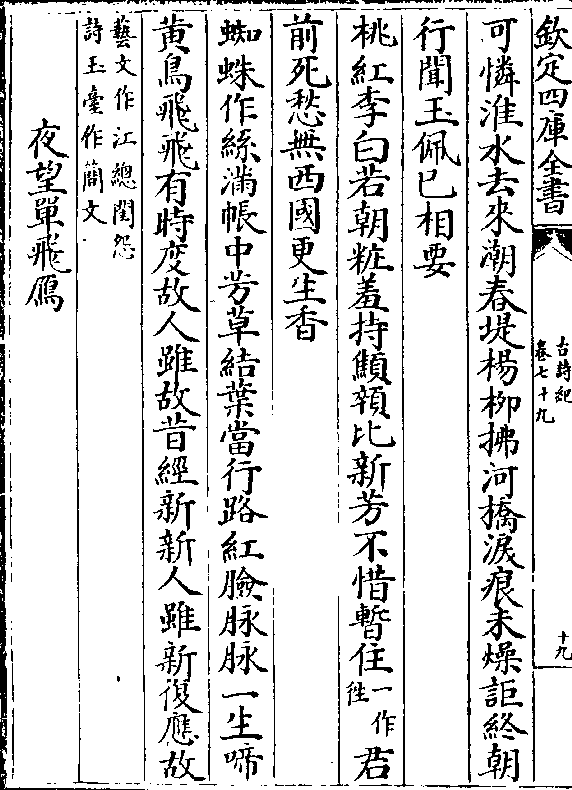 欽定四庫全書
古詩紀
卷七十九
十九
可憐淮水去來潮春堤楊柳拂河橋淚痕未燥詎終朝
行聞玉佩已相要
桃紅李白若朝粧羞持顦顇比新芳不惜暫住一作徃君
前死愁無西國更生香
蜘蛛作絲滿帳中芳草結葉當行路紅臉脉脉一生啼
黄鳥飛飛有時度故人雖故昔經新新人雖新復應故
藝文作江總閨怨
詩玉臺作簡文
夜望單飛鴈